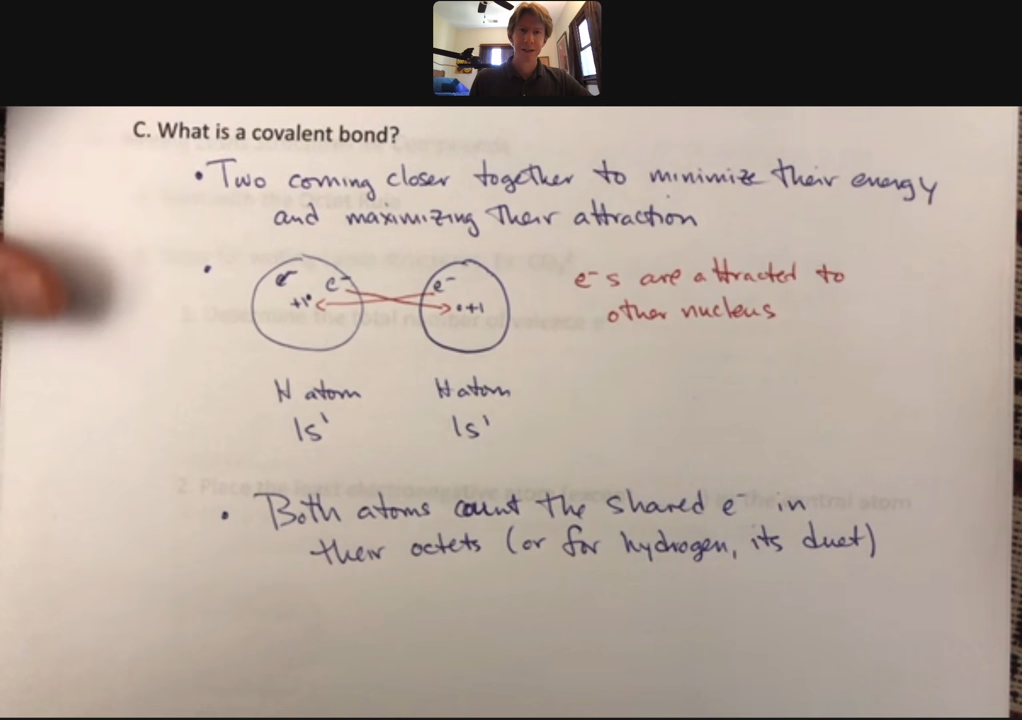 C. What is a covalent bond?
• Two coming closer together to minimize their energy
and maximizing their attraction
• e⁻ e⁻ e⁻ e⁻s are attracted to
+1 +1 other nucleus
H atom H atom
1s¹ 1s¹
• Both atoms count the shared e⁻ in
their octets (or for hydrogen, its duet)